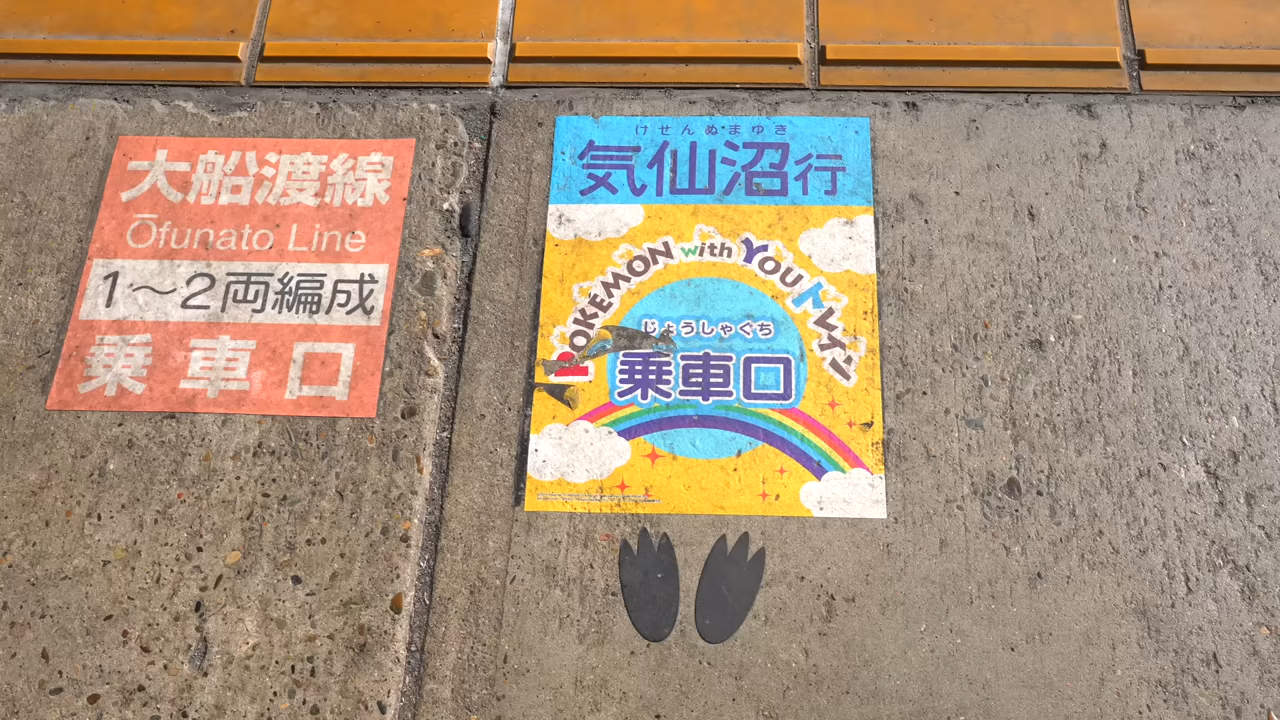 大船渡線
Ōfunato Line
1～2両編成
乗車口
けせんぬまゆき
気仙沼行
POKÉMON with YOU トレイン
じょうしゃぐち
乗車口